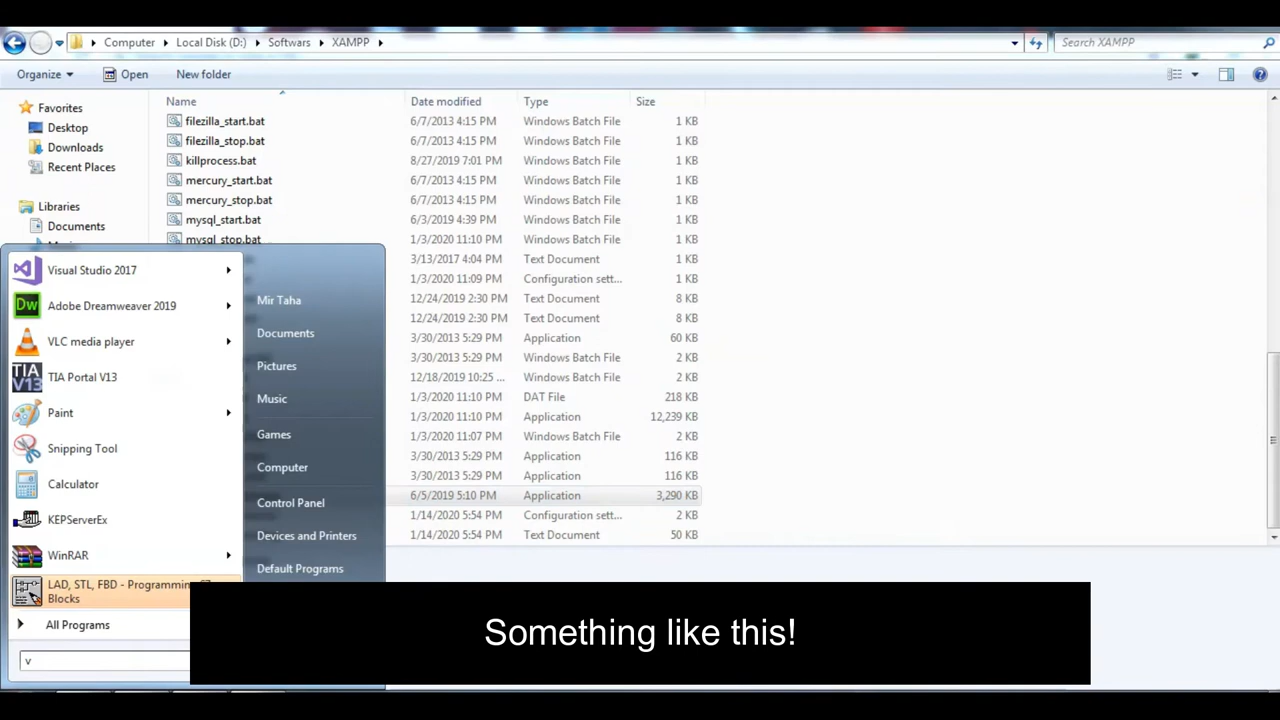 Computer Local Disk (D:) Softwars XAMPP
Search XAMPP
Organize Open New folder
Favorites
Desktop
Downloads
Recent Places
Libraries
Documents
Name Date modified Type Size
filezilla_start.bat 6/7/2013 4:15 PM Windows Batch File 1 KB
filezilla_stop.bat 6/7/2013 4:15 PM Windows Batch File 1 KB
killprocess.bat 8/27/2019 7:01 PM Windows Batch File 1 KB
mercury_start.bat 6/7/2013 4:15 PM Windows Batch File 1 KB
mercury_stop.bat 6/7/2013 4:15 PM Windows Batch File 1 KB
mysql_start.bat 6/3/2019 4:39 PM Windows Batch File 1 KB
mysql_stop.bat 1/3/2020 11:10 PM Windows Batch File 1 KB
3/13/2017 4:04 PM Text Document 1 KB
1/3/2020 11:09 PM Configuration sett... 1 KB
12/24/2019 2:30 PM Text Document 8 KB
12/24/2019 2:30 PM Text Document 8 KB
3/30/2013 5:29 PM Application 60 KB
3/30/2013 5:29 PM Windows Batch File 2 KB
12/18/2019 10:25 ... Windows Batch File 2 KB
1/3/2020 11:10 PM DAT File 218 KB
1/3/2020 11:10 PM Application 12,239 KB
1/3/2020 11:07 PM Windows Batch File 2 KB
3/30/2013 5:29 PM Application 116 KB
3/30/2013 5:29 PM Application 116 KB
6/5/2019 5:10 PM Application 3,290 KB
1/14/2020 5:54 PM Configuration sett... 2 KB
1/14/2020 5:54 PM Text Document 50 KB
Visual Studio 2017
Dw Adobe Dreamweaver 2019
VLC media player
TIA V13 TIA Portal V13
Paint
Snipping Tool
Calculator
KEPServerEx
WinRAR
LAD, STL, FBD - Programmin
Blocks
All Programs
v
Mir Taha
Documents
Pictures
Music
Games
Computer
Control Panel
Devices and Printers
Default Programs
Something like this!